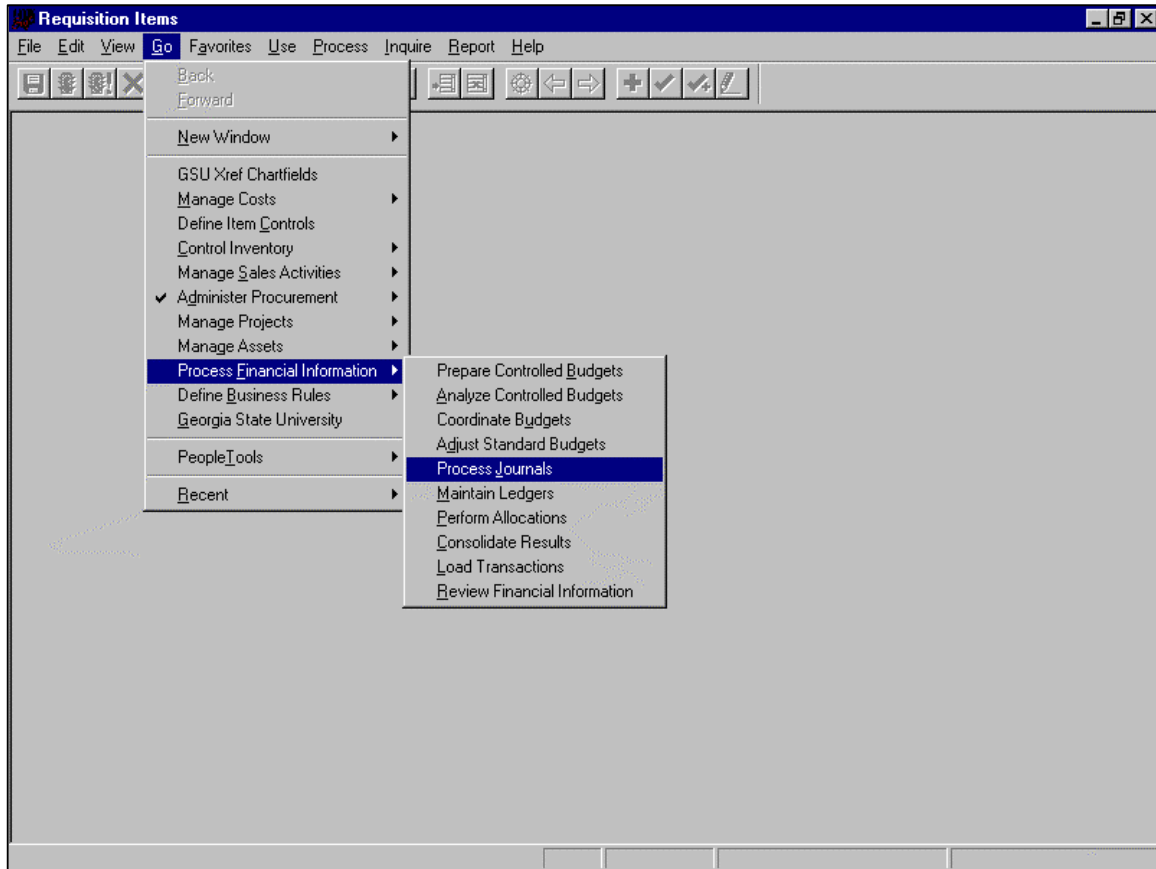 Requisition Items
File Edit View Go Favorites Use Process Inquire Report Help
Back
Forward
New Window
GSU Xref Chartfields
Manage Costs
Define Item Controls
Control Inventory
Manage Sales Activities
Administer Procurement
Manage Projects
Manage Assets
Process Financial Information
Define Business Rules
Georgia State University
PeopleTools
Recent
Prepare Controlled Budgets
Analyze Controlled Budgets
Coordinate Budgets
Adjust Standard Budgets
Process Journals
Maintain Ledgers
Perform Allocations
Consolidate Results
Load Transactions
Review Financial Information